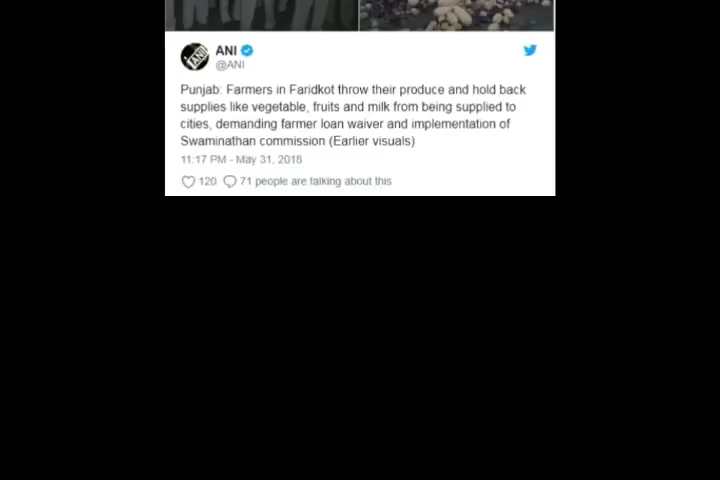 ANI
@ANI
Punjab: Farmers in Faridkot throw their produce and hold back
supplies like vegetable, fruits and milk from being supplied to
cities, demanding farmer loan waiver and implementation of
Swaminathan commission (Earlier visuals)
11:17 PM - May 31, 2018
120 71 people are talking about this